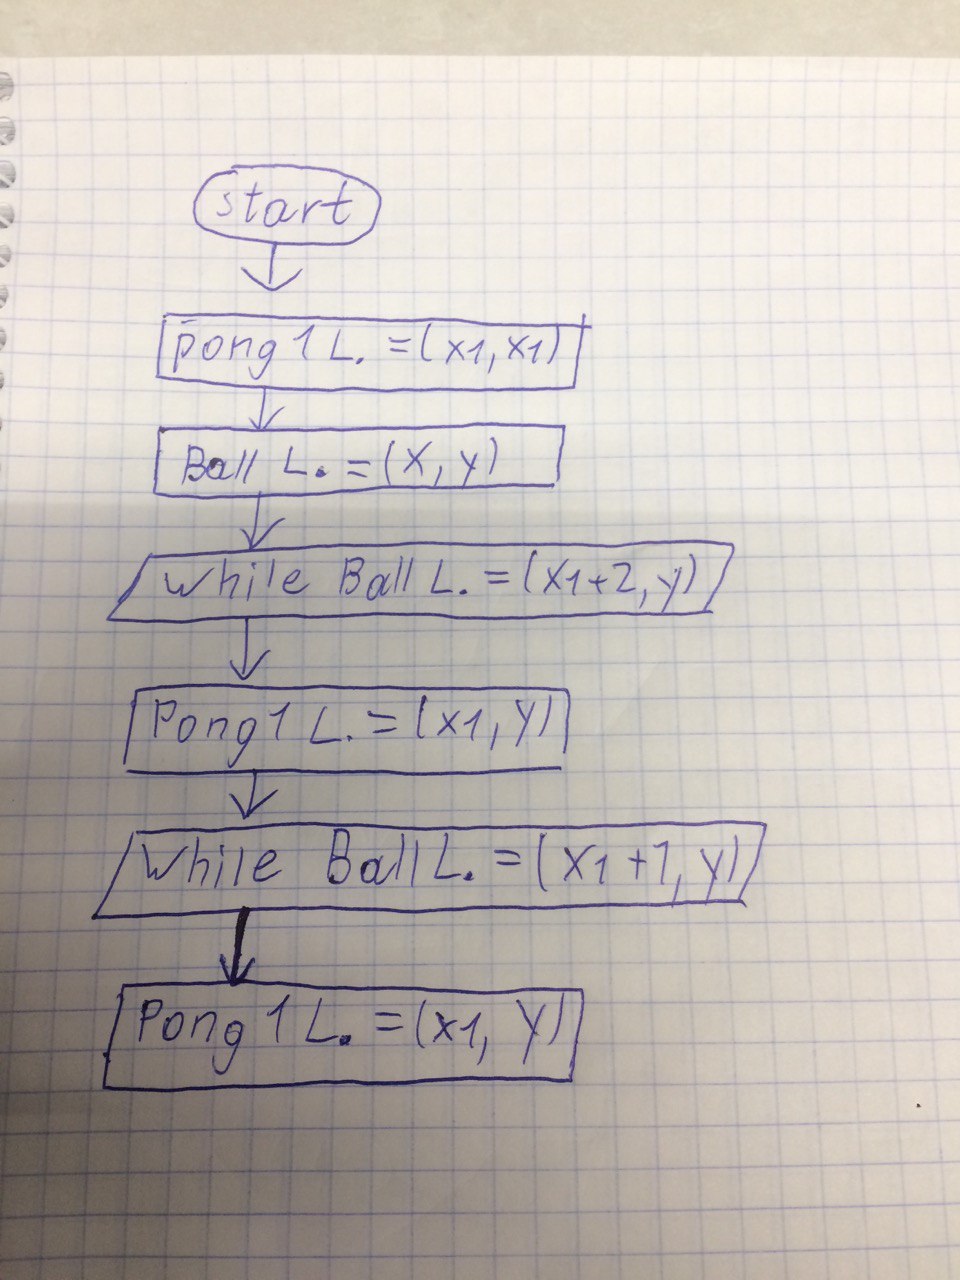 start
pong 1 L. = (x1, x1)
Ball L. = (X, y)
while Ball L. = (x1+2, y)
Pong 1 L. = (x1, y)
While Ball L. = (x1+1, y)
Pong 1 L. = (x1, y)